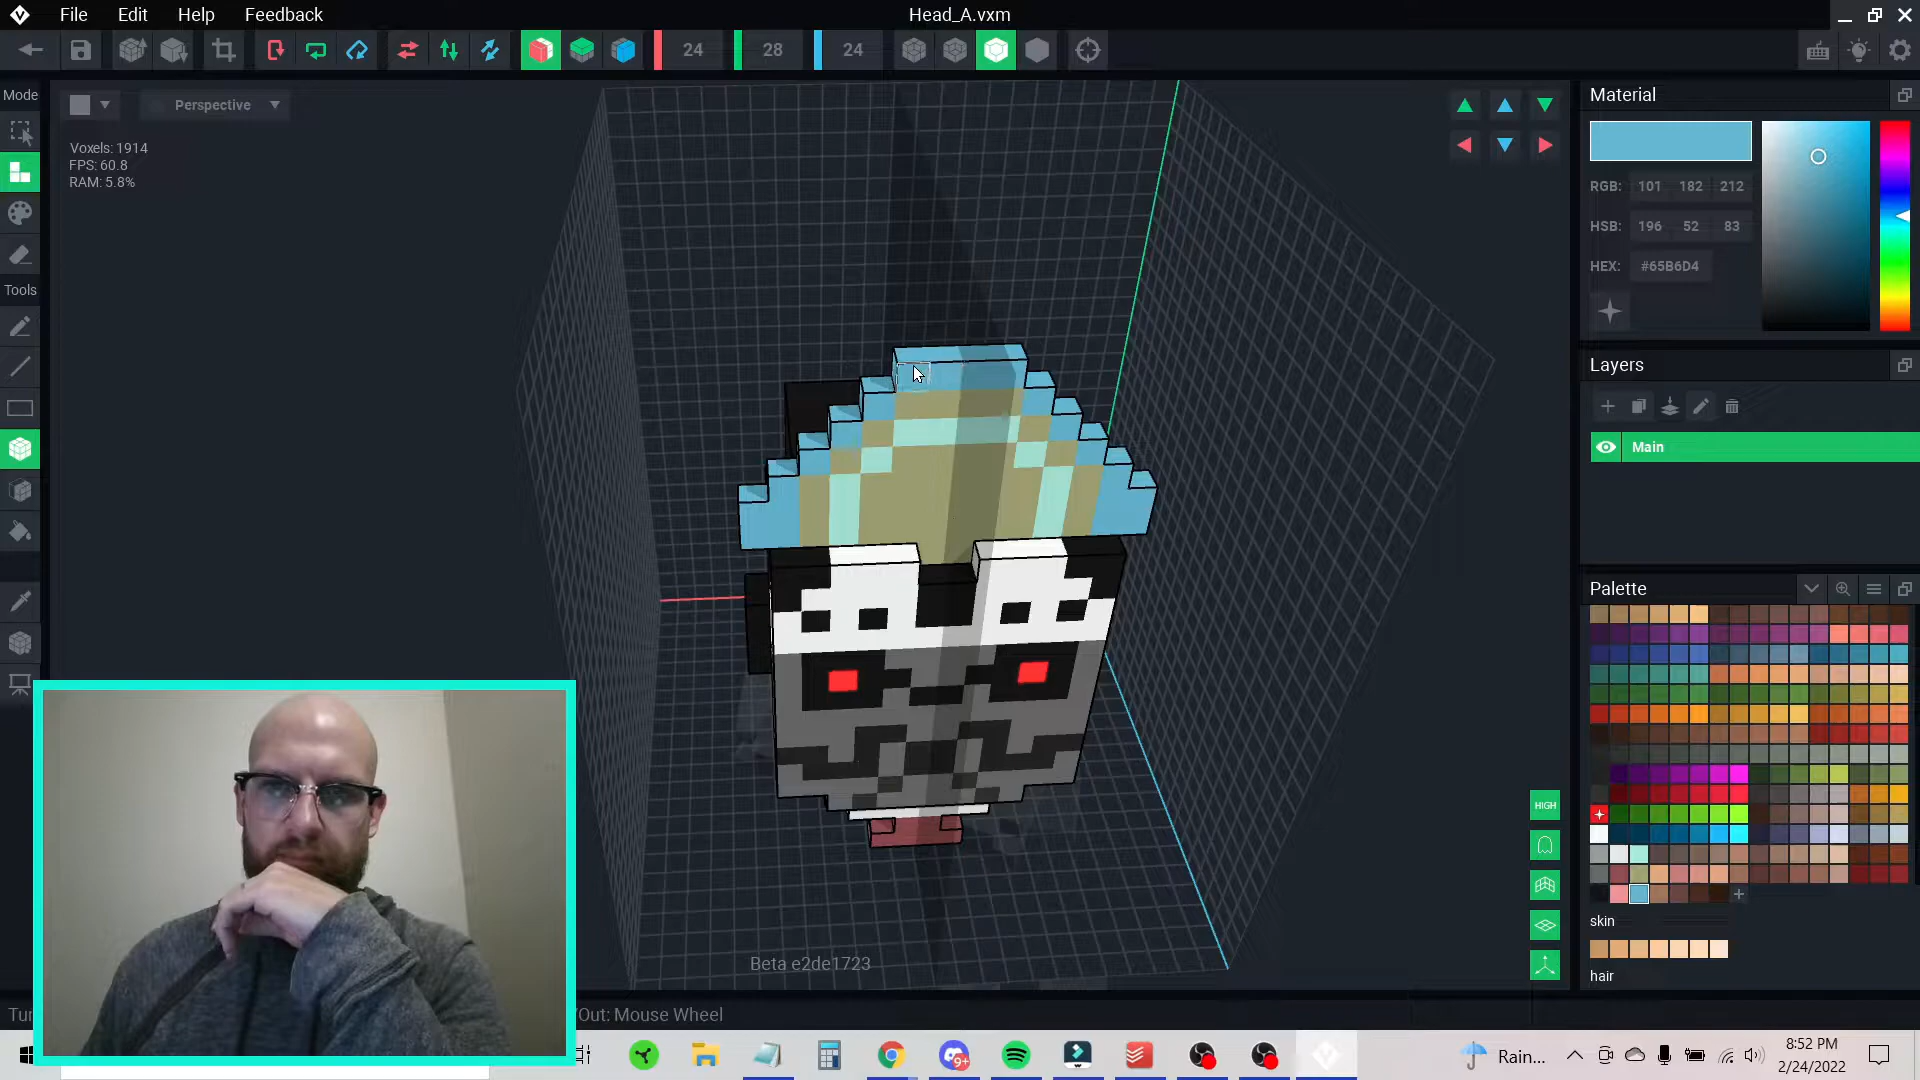 File Edit Help Feedback
Head_A.vxm
24 28 24
Mode
Perspective
Voxels: 1914
FPS: 60.8
RAM: 5.8%
Tools
Material
RGB: 101 182 212
HSB: 196 52 83
HEX: #65B6D4
Layers
Main
Palette
HIGH
skin
hair
Beta e2de1723
/Out: Mouse Wheel
9+
Rain...
8:52 PM
2/24/2022